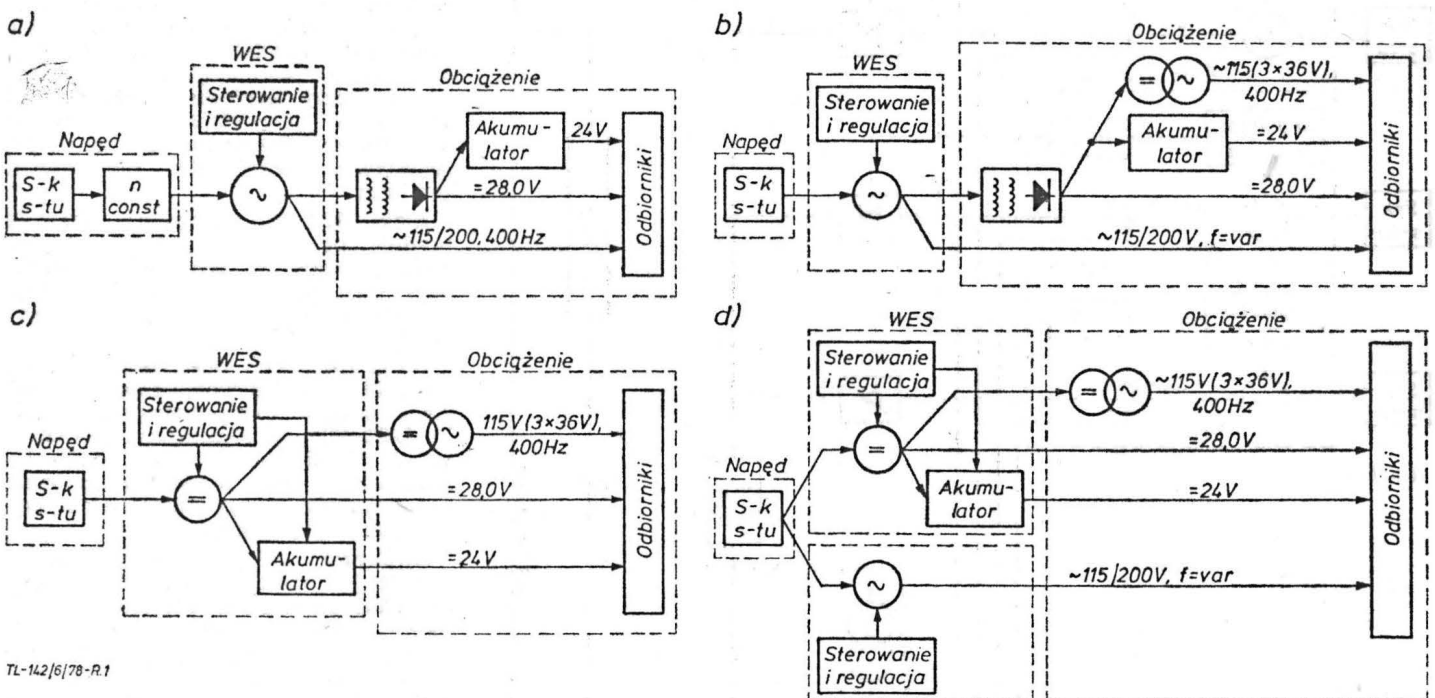 a)
WES
Sterowanie
i regulacja
Obciążenie
Napęd
S-k
s-tu
n
const
~
Akumu-
lator
24V
=28,0V
~115/200,400Hz
Odbiorniki
b)
Obciążenie
WES
Sterowanie
i regulacja
Napęd
S-k
s-tu
~
= ~
~115(3×36V),
400Hz
Akumu-
lator
=24V
=28,0V
~115/200V, f=var
Odbiorniki
c)
WES
Obciążenie
Sterowanie
i regulacja
Napęd
S-k
s-tu
=
= ~
115V(3×36V),
400Hz
=28,0V
Akumu-
lator
=24V
Odbiorniki
d)
WES
Obciążenie
Sterowanie
i regulacja
= ~
~115V(3×36V),
400Hz
=
=28,0V
Napęd
S-k
s-tu
Akumu-
lator
=24V
~
~115/200V, f=var
Sterowanie
i regulacja
Odbiorniki
TL-142/6/78-R.1